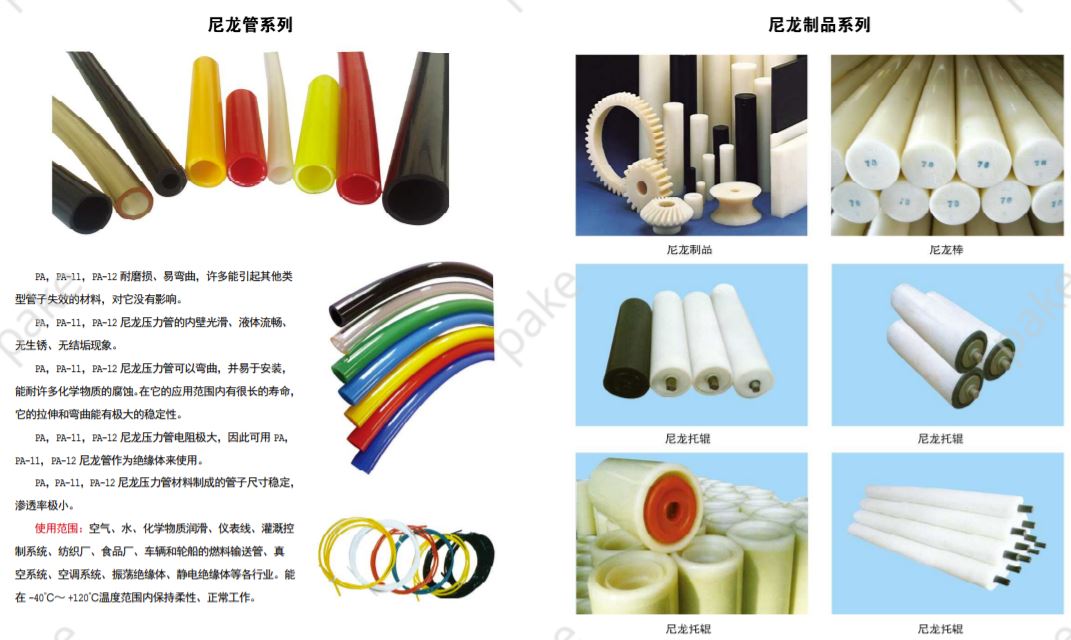 尼龙管系列
PA, PA-11, PA-12 耐磨损、易弯曲，许多能引起其他类
型管子失效的材料，对它没有影响。
PA, PA-11, PA-12 尼龙压力管的内壁光滑、液体流畅、
无生锈、无结垢现象。
PA, PA-11, PA-12 尼龙压力管可以弯曲，并易于安装，
能耐许多化学物质的腐蚀。在它的应用范围内有很长的寿命，
它的拉伸和弯曲能有极大的稳定性。
PA, PA-11, PA-12 尼龙压力管电阻极大，因此可用 PA,
PA-11, PA-12 尼龙管作为绝缘体来使用。
PA, PA-11, PA-12 尼龙压力管材料制成的管子尺寸稳定，
渗透率极小。
使用范围：空气、水、化学物质润滑、仪表线、灌溉控
制系统、纺织厂、食品厂、车辆和轮船的燃料输送管、真
空系统、空调系统、振荡绝缘体、静电绝缘体等各行业。能
在 -40℃～ +120℃温度范围内保持柔性、正常工作。
尼龙制品系列
70 70 70 70
70 70 70 70
尼龙制品
尼龙棒
尼龙托辊
尼龙托辊
尼龙托辊
尼龙托辊
pake
pake
pake